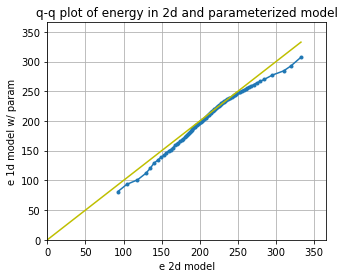 q-q plot of energy in 2d and parameterized model
350
300
250
200
150
100
50
0
e 1d model w/ param
0 50 100 150 200 250 300 350
e 2d model